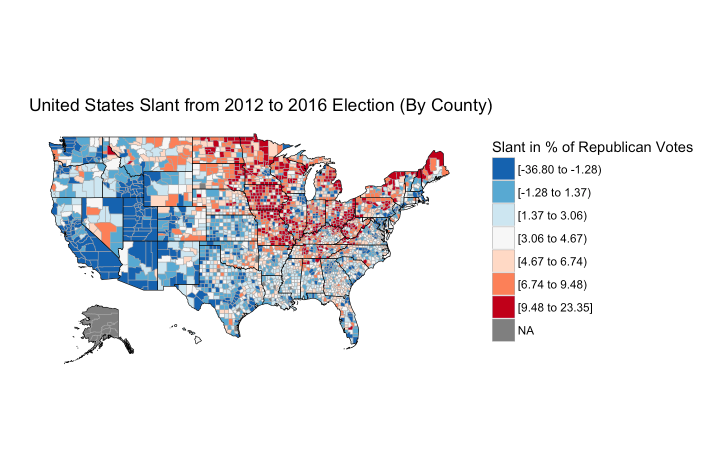 United States Slant from 2012 to 2016 Election (By County)
Slant in % of Republican Votes
[-36.80 to -1.28)
[-1.28 to 1.37)
[1.37 to 3.06)
[3.06 to 4.67)
[4.67 to 6.74)
[6.74 to 9.48)
[9.48 to 23.35]
NA